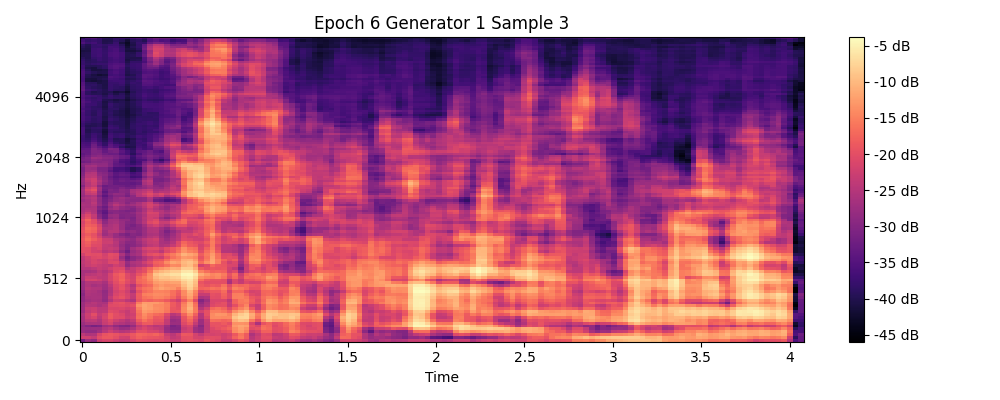 Epoch 6 Generator 1 Sample 3
Hz
4096
2048
1024
512
0
0 0.5 1 1.5 2 2.5 3 3.5 4
Time
-5 dB
-10 dB
-15 dB
-20 dB
-25 dB
-30 dB
-35 dB
-40 dB
-45 dB